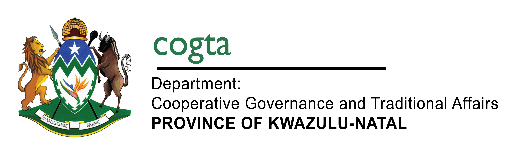 cogta
Department:
Cooperative Governance and Traditional Affairs
PROVINCE OF KWAZULU-NATAL